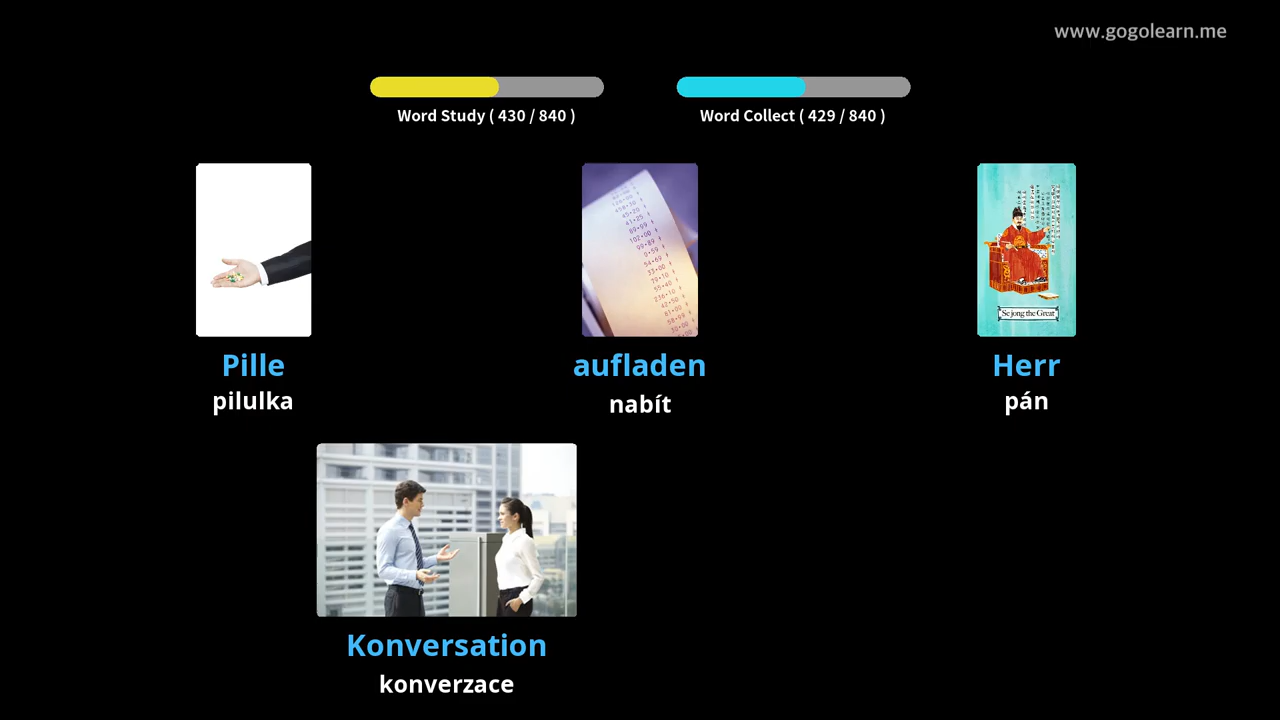 www.gogolearn.me
Word Study ( 430 / 840 )
Word Collect ( 429 / 840 )
Se jong the Great
Pille
aufladen
Herr
pilulka
nabít
pán
Konversation
konverzace